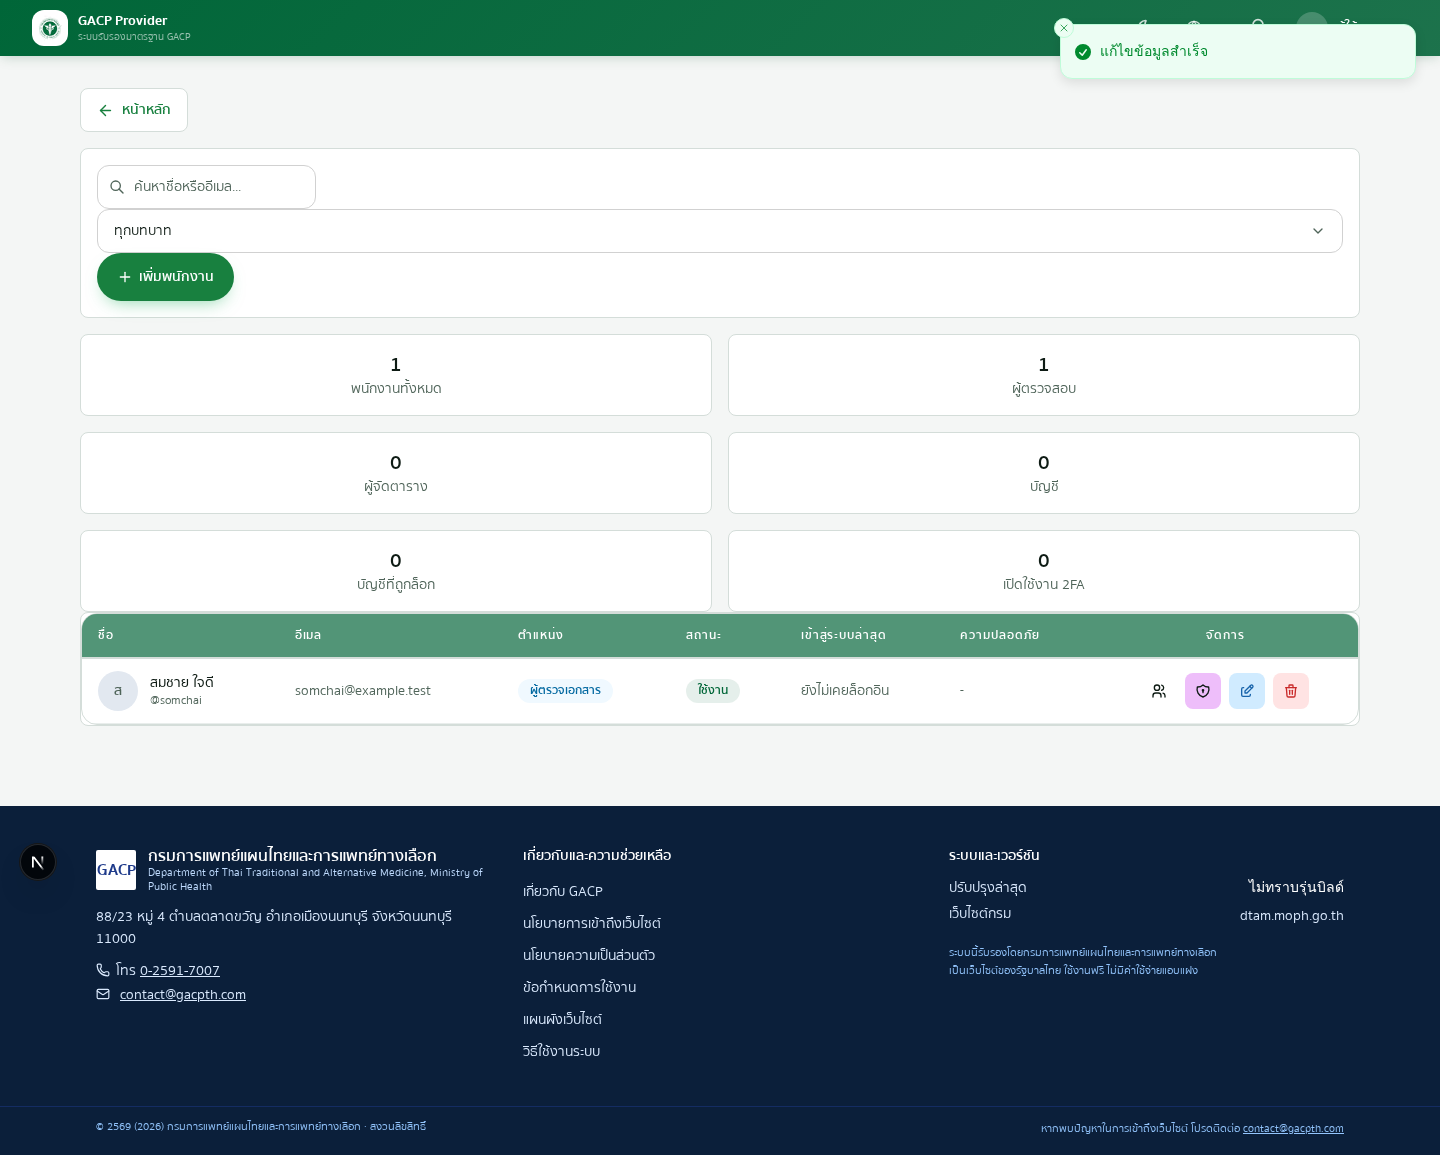 GACP Provider
ระบบรับรองมาตรฐาน GACP
แก้ไขข้อมูลสำเร็จ
หน้าหลัก
ค้นหาชื่อหรืออีเมล...
ทุกบทบาท
เพิ่มพนักงาน
1
พนักงานทั้งหมด
1
ผู้ตรวจสอบ
0
ผู้จัดตาราง
0
บัญชี
0
บัญชีที่ถูกล็อก
0
เปิดใช้งาน 2FA
ชื่อ อีเมล ตำแหน่ง สถานะ เข้าสู่ระบบล่าสุด ความปลอดภัย จัดการ
ส
สมชาย ใจดี
@somchai
somchai@example.test ผู้ตรวจเอกสาร ใช้งาน ยังไม่เคยล็อกอิน -
N
GACP
กรมการแพทย์แผนไทยและการแพทย์ทางเลือก
Department of Thai Traditional and Alternative Medicine, Ministry of
Public Health
88/23 หมู่ 4 ตำบลตลาดขวัญ อำเภอเมืองนนทบุรี จังหวัดนนทบุรี
11000
โทร 0-2591-7007
contact@gacpth.com
เกี่ยวกับและความช่วยเหลือ
เกี่ยวกับ GACP
นโยบายการเข้าถึงเว็บไซต์
นโยบายความเป็นส่วนตัว
ข้อกำหนดการใช้งาน
แผนผังเว็บไซต์
วิธีใช้งานระบบ
ระบบและเวอร์ชัน
ปรับปรุงล่าสุด ไม่ทราบรุ่นบิลด์
เว็บไซต์กรม dtam.moph.go.th
ระบบนี้รับรองโดยกรมการแพทย์แผนไทยและการแพทย์ทางเลือก
เป็นเว็บไซต์ของรัฐบาลไทย ใช้งานฟรี ไม่มีค่าใช้จ่ายแอบแฝง
© 2569 (2026) กรมการแพทย์แผนไทยและการแพทย์ทางเลือก · สงวนลิขสิทธิ์
หากพบปัญหาในการเข้าถึงเว็บไซต์ โปรดติดต่อ contact@gacpth.com